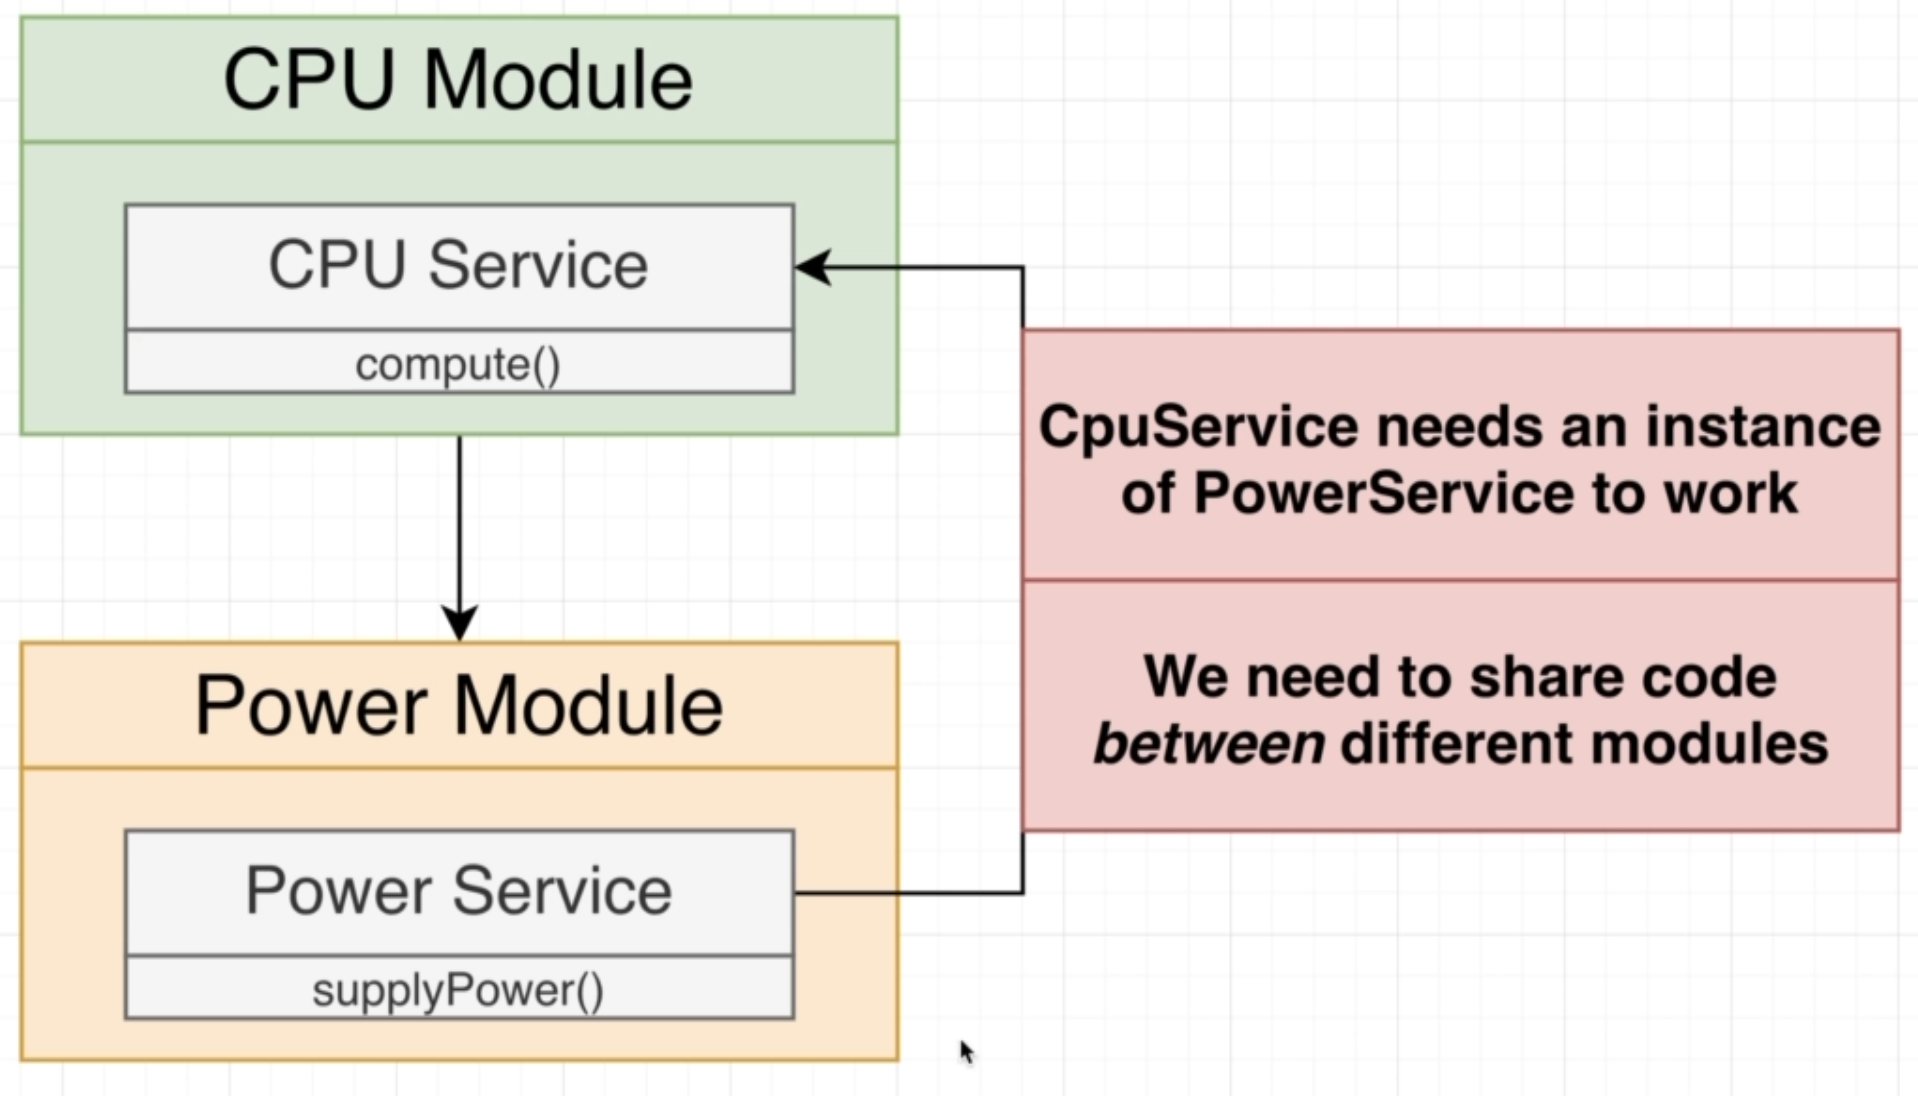 CPU Module
CPU Service
compute()
CpuService needs an instance
of PowerService to work
We need to share code
between different modules
Power Module
Power Service
supplyPower()